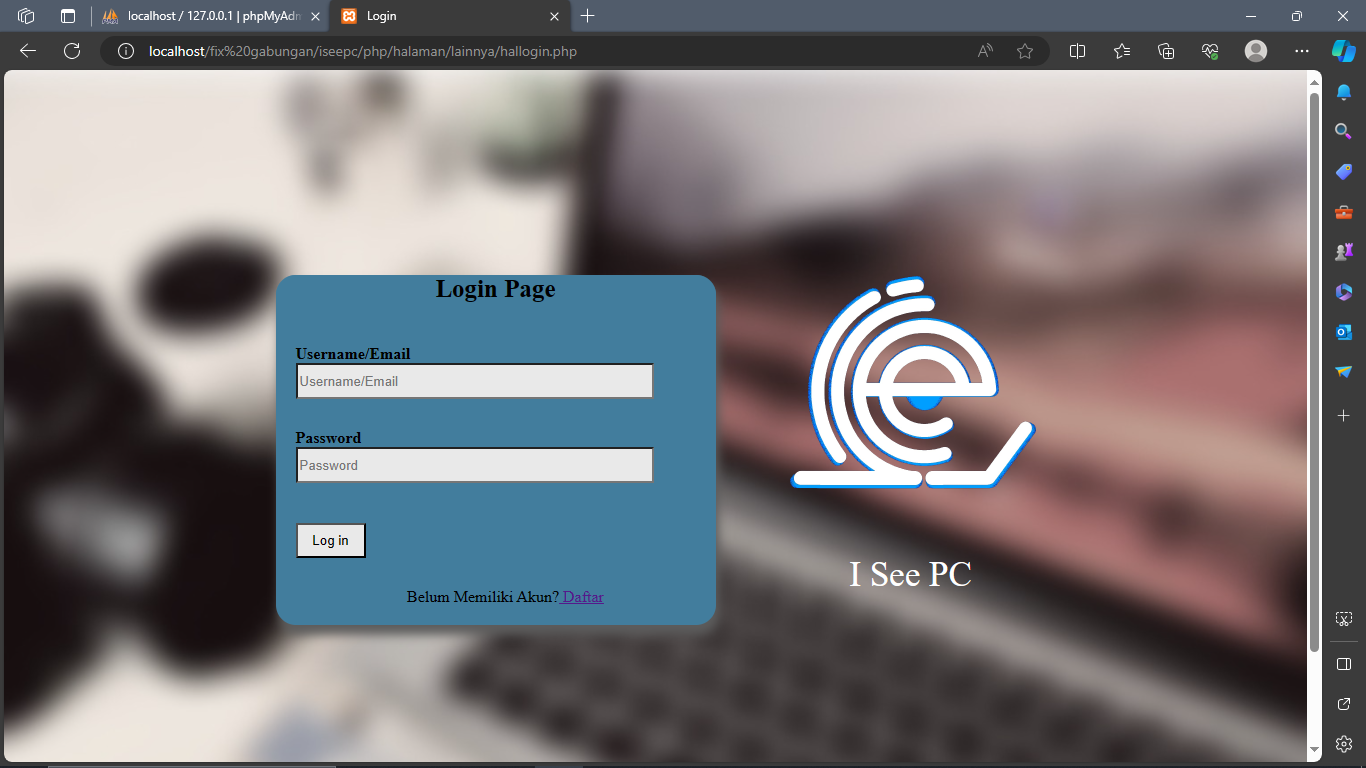 localhost / 127.0.0.1 | phpMyAdm
Login
localhost/fix%20gabungan/iseepc/php/halaman/lainnya/hallogin.php
Login Page
Username/Email
Username/Email
Password
Password
Log in
Belum Memiliki Akun? Daftar
I See PC